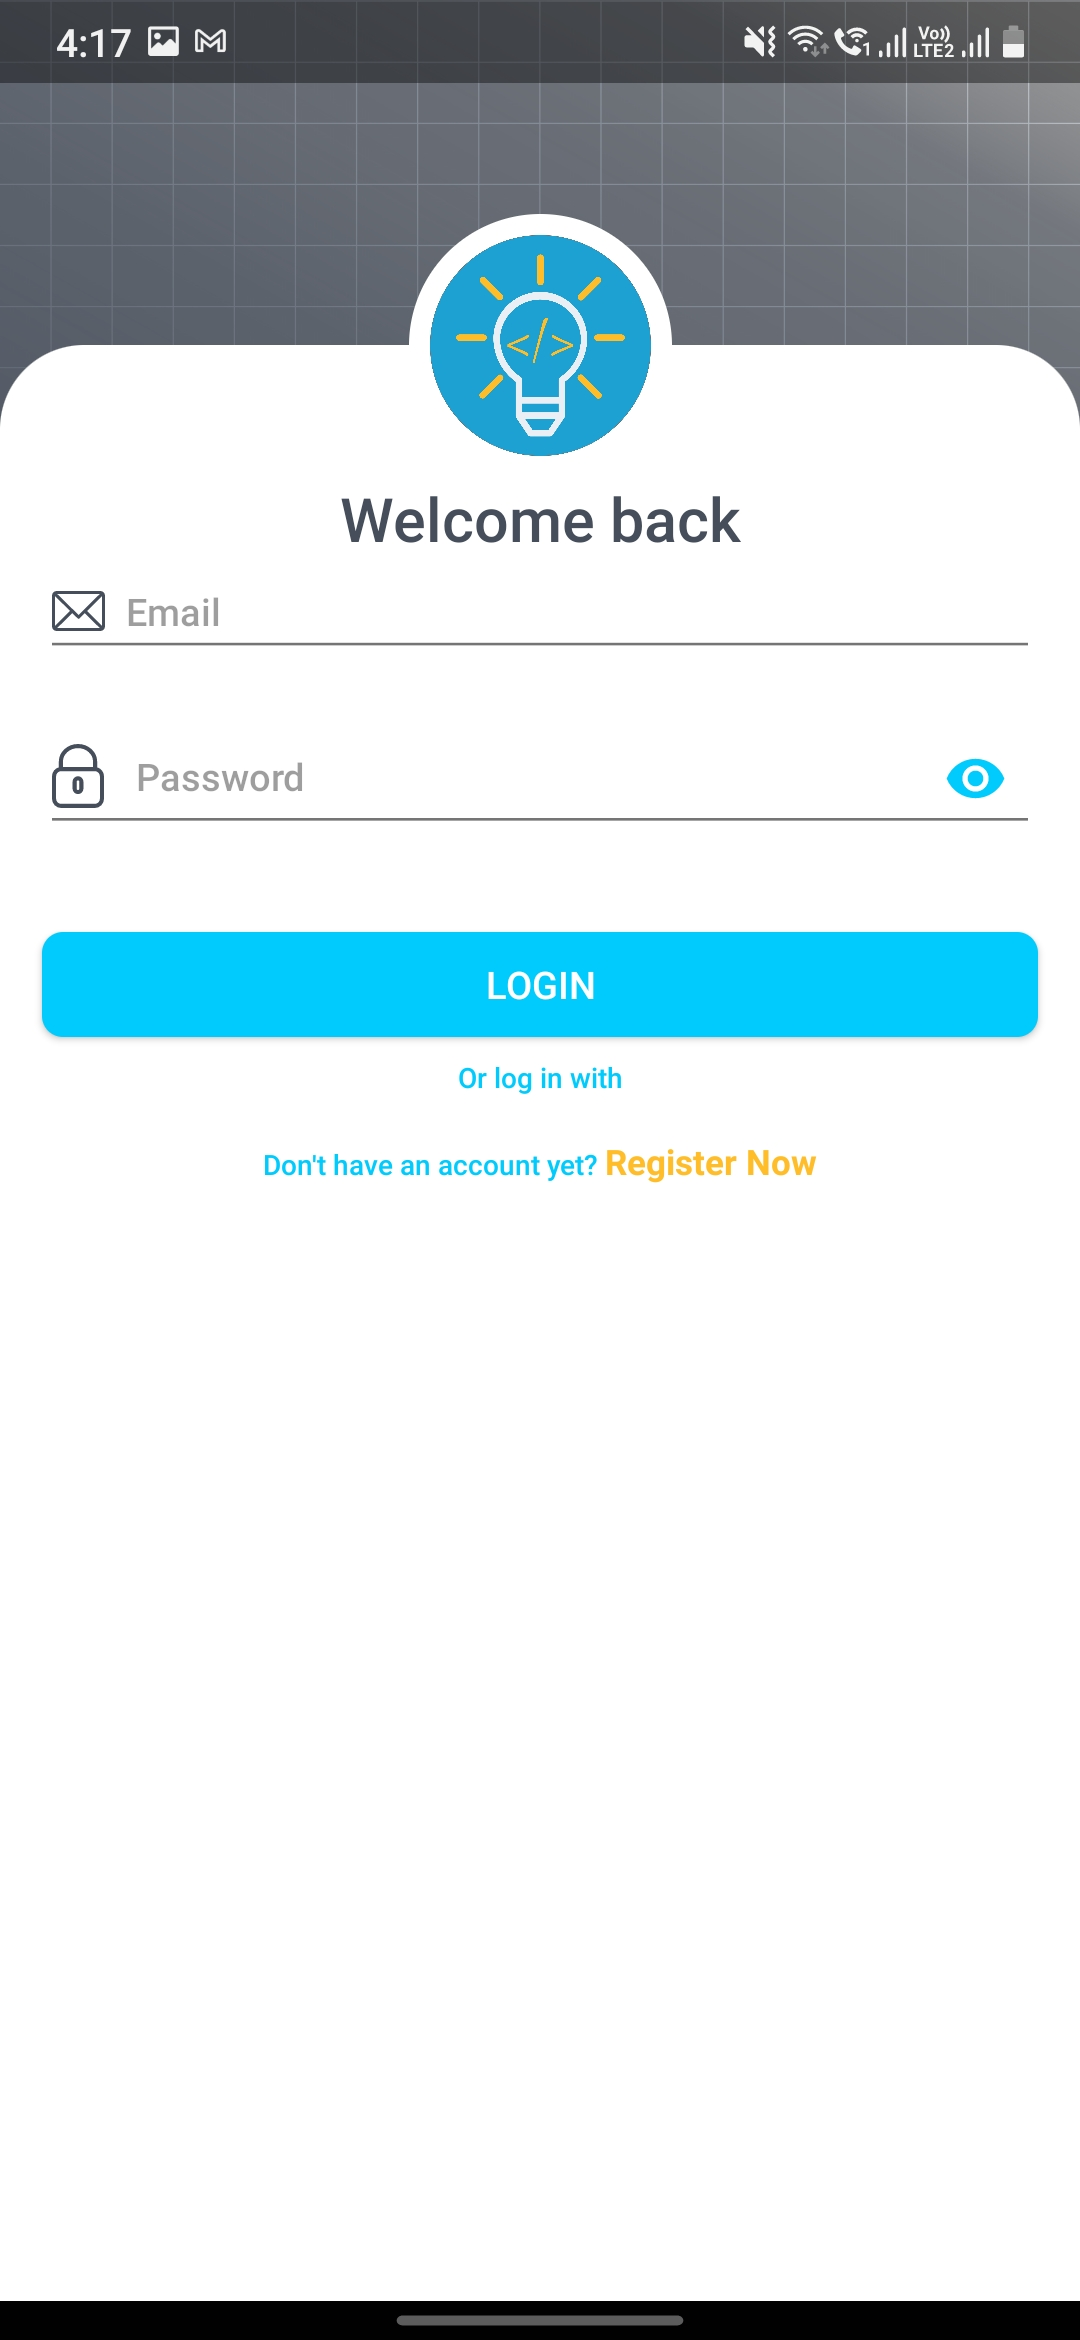 4:17
1 Vo)) LTE2
</>
Welcome back
Email
Password
LOGIN
Or log in with
Don't have an account yet? Register Now